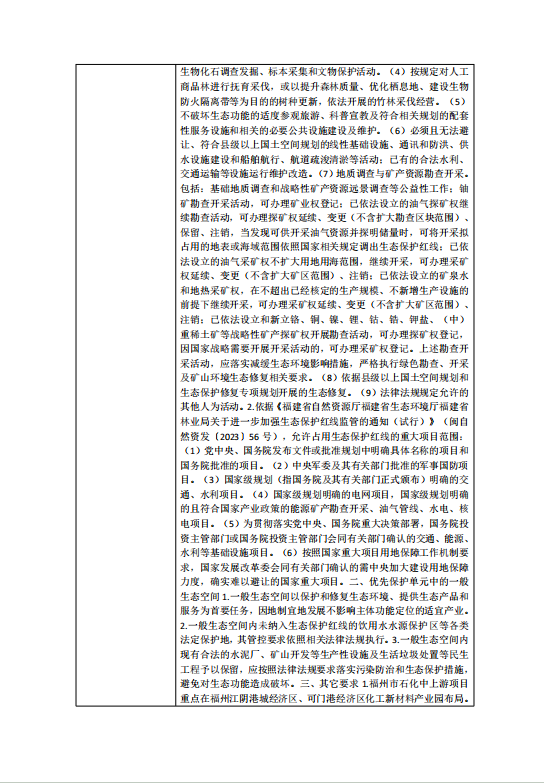 生物化石调查发掘、标本采集和文物保护活动。（4）按规定对人工
商品林进行抚育采伐，或以提升森林质量、优化栖息地、建设生物
防火隔离带等为目的的树种更新，依法开展的竹林采伐经营。（5）
不破坏生态功能的适度参观旅游、科普宣教及符合相关规划的配套
性服务设施和相关的必要公共设施建设及维护。（6）必须且无法避
让、符合县级以上国土空间规划的线性基础设施、通讯和防洪、供
水设施建设和船舶航行、航道疏浚清淤等活动；已有的合法水利、
交通运输等设施运行维护改造。（7）地质调查与矿产资源勘查开采。
包括：基础地质调查和战略性矿产资源远景调查等公益性工作；铀
矿勘查开采活动，可办理矿业权登记；已依法设立的油气探矿权继
续勘查活动，可办理探矿权延续、变更（不含扩大勘查区块范围）、
保留、注销，当发现可供开采油气资源并探明储量时，可将开采拟
占用的地表或海域范围依照国家相关规定调出生态保护红线；已依
法设立的油气采矿权不扩大用地用海范围，继续开采，可办理采矿
权延续、变更（不含扩大矿区范围）、注销；已依法设立的矿泉水
和地热采矿权，在不超出已经核定的生产规模、不新增生产设施的
前提下继续开采，可办理采矿权延续、变更（不含扩大矿区范围）、
注销；已依法设立和新立铬、铜、镍、锂、钴、锆、钾盐、（中）
重稀土矿等战略性矿产探矿权开展勘查活动，可办理探矿权登记，
因国家战略需要开展开采活动的，可办理采矿权登记。上述勘查开
采活动，应落实减缓生态环境影响措施，严格执行绿色勘查、开采
及矿山环境生态修复相关要求。（8）依据县级以上国土空间规划和
生态保护修复专项规划开展的生态修复。（9）法律法规规定允许的
其他人为活动。2.依据《福建省自然资源厅福建省生态环境厅福建省
林业局关于进一步加强生态保护红线监管的通知（试行）》（闽自
然资发〔2023〕56 号），允许占用生态保护红线的重大项目范围：
（1）党中央、国务院发布文件或批准规划中明确具体名称的项目和
国务院批准的项目。（2）中央军委及其有关部门批准的军事国防项
目。（3）国家级规划（指国务院及其有关部门正式颁布）明确的交
通、水利项目。（4）国家级规划明确的电网项目，国家级规划明确
的且符合国家产业政策的能源矿产勘查开采、油气管线、水电、核
电项目。（5）为贯彻落实党中央、国务院重大决策部署，国务院投
资主管部门或国务院投资主管部门会同有关部门确认的交通、能源、
水利等基础设施项目。（6）按照国家重大项目用地保障工作机制要
求，国家发展改革委会同有关部门确认的需中央加大建设用地保障
力度，确实难以避让的国家重大项目。二、优先保护单元中的一般
生态空间 1.一般生态空间以保护和修复生态环境、提供生态产品和
服务为首要任务，因地制宜地发展不影响主体功能定位的适宜产业。
2.一般生态空间内未纳入生态保护红线的饮用水水源保护区等各类
法定保护地，其管控要求依照相关法律法规执行。3.一般生态空间内
现有合法的水泥厂、矿山开发等生产性设施及生活垃圾处置等民生
工程予以保留，应按照法律法规要求落实污染防治和生态保护措施，
避免对生态功能造成破坏。三、其它要求 1.福州市石化中上游项目
重点在福州江阴港城经济区、可门港经济区化工新材料产业园布局。